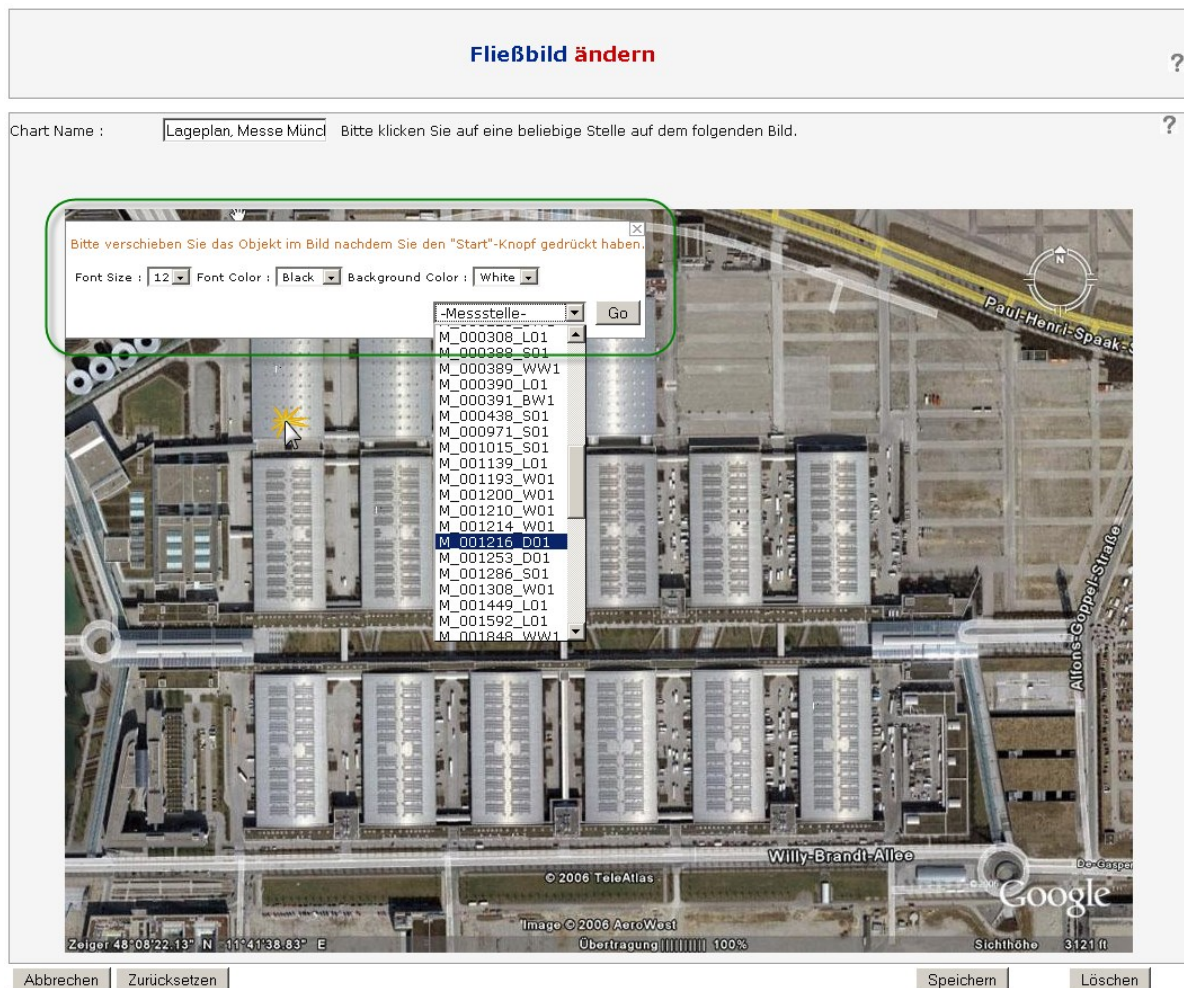 Fließbild ändern
?
Chart Name : Lageplan, Messe Münc Bitte klicken Sie auf eine beliebige Stelle auf dem folgenden Bild.
?
Bitte verschieben Sie das Objekt im Bild nachdem Sie den "Start"-Knopf gedrückt haben.
Font Size : 12 Font Color : Black Background Color : White
-Messstelle- Go
M_000308_L01
M_000388_S01
M_000389_WW1
M_000390_L01
M_000391_BW1
M_000438_S01
M_000971_S01
M_001015_S01
M_001139_L01
M_001193_W01
M_001200_W01
M_001210_W01
M_001214_W01
M_001216_D01
M_001253_D01
M_001286_S01
M_001308_W01
M_001449_L01
M_001592_L01
M_001848_WW1
N
Paul-Henri-Spaak-S
Alfons-Goppel-Straße
Willy-Brandt-Allee
De-Gasper
© 2006 TeleAtlas
© 2006 Google
Image © 2006 AeroWest
Zeiger 48°08'22.13" N 11°41'38.83" E Übertragung 100% Sichthöhe 3121 ft
Abbrechen Zurücksetzen Speichern Löschen